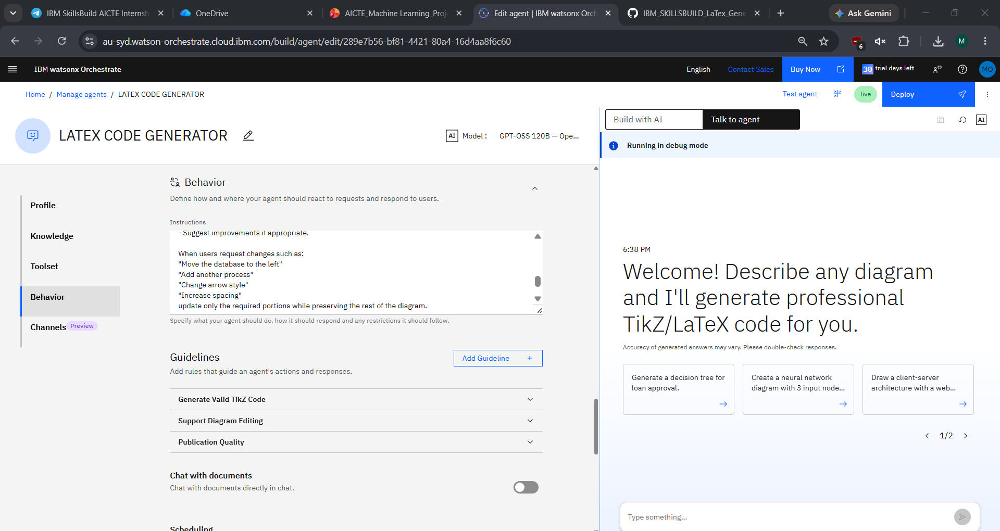 IBM SkillsBuild AICTE Internsh
OneDrive
AICTE_Machine Learning_Proj
Edit agent | IBM watsonx Orch
IBM_SKILLSBUILD_LaTex_Gene
Ask Gemini
au-syd.watson-orchestrate.cloud.ibm.com/build/agent/edit/289e7b56-bf81-4421-80a4-16d4aa8f6c60
6
M
IBM watsonx Orchestrate
English
Contact Sales
Buy Now
30 trial days left
MO
Home / Manage agents / LATEX CODE GENERATOR
Test agent
live
Deploy
LATEX CODE GENERATOR
AI Model :
GPT-OSS 120B — Ope...
Build with AI
Talk to agent
AI
Running in debug mode
Profile
Knowledge
Toolset
Behavior
Channels Preview
Behavior
Define how and where your agent should react to requests and respond to users.
Instructions
- Suggest improvements if appropriate.
When users request changes such as:
"Move the database to the left"
"Add another process"
"Change arrow style"
"Increase spacing"
update only the required portions while preserving the rest of the diagram.
Specify what your agent should do, how it should respond and any restrictions it should follow.
Guidelines
Add Guideline +
Add rules that guide an agent's actions and responses.
Generate Valid TikZ Code
Support Diagram Editing
Publication Quality
Chat with documents
Chat with documents directly in chat.
Scheduling
6:38 PM
Welcome! Describe any diagram
and I'll generate professional
TikZ/LaTeX code for you.
Accuracy of generated answers may vary. Please double-check responses.
Generate a decision tree for
loan approval.
Create a neural network
diagram with 3 input node...
Draw a client-server
architecture with a web...
1/2
Type something...